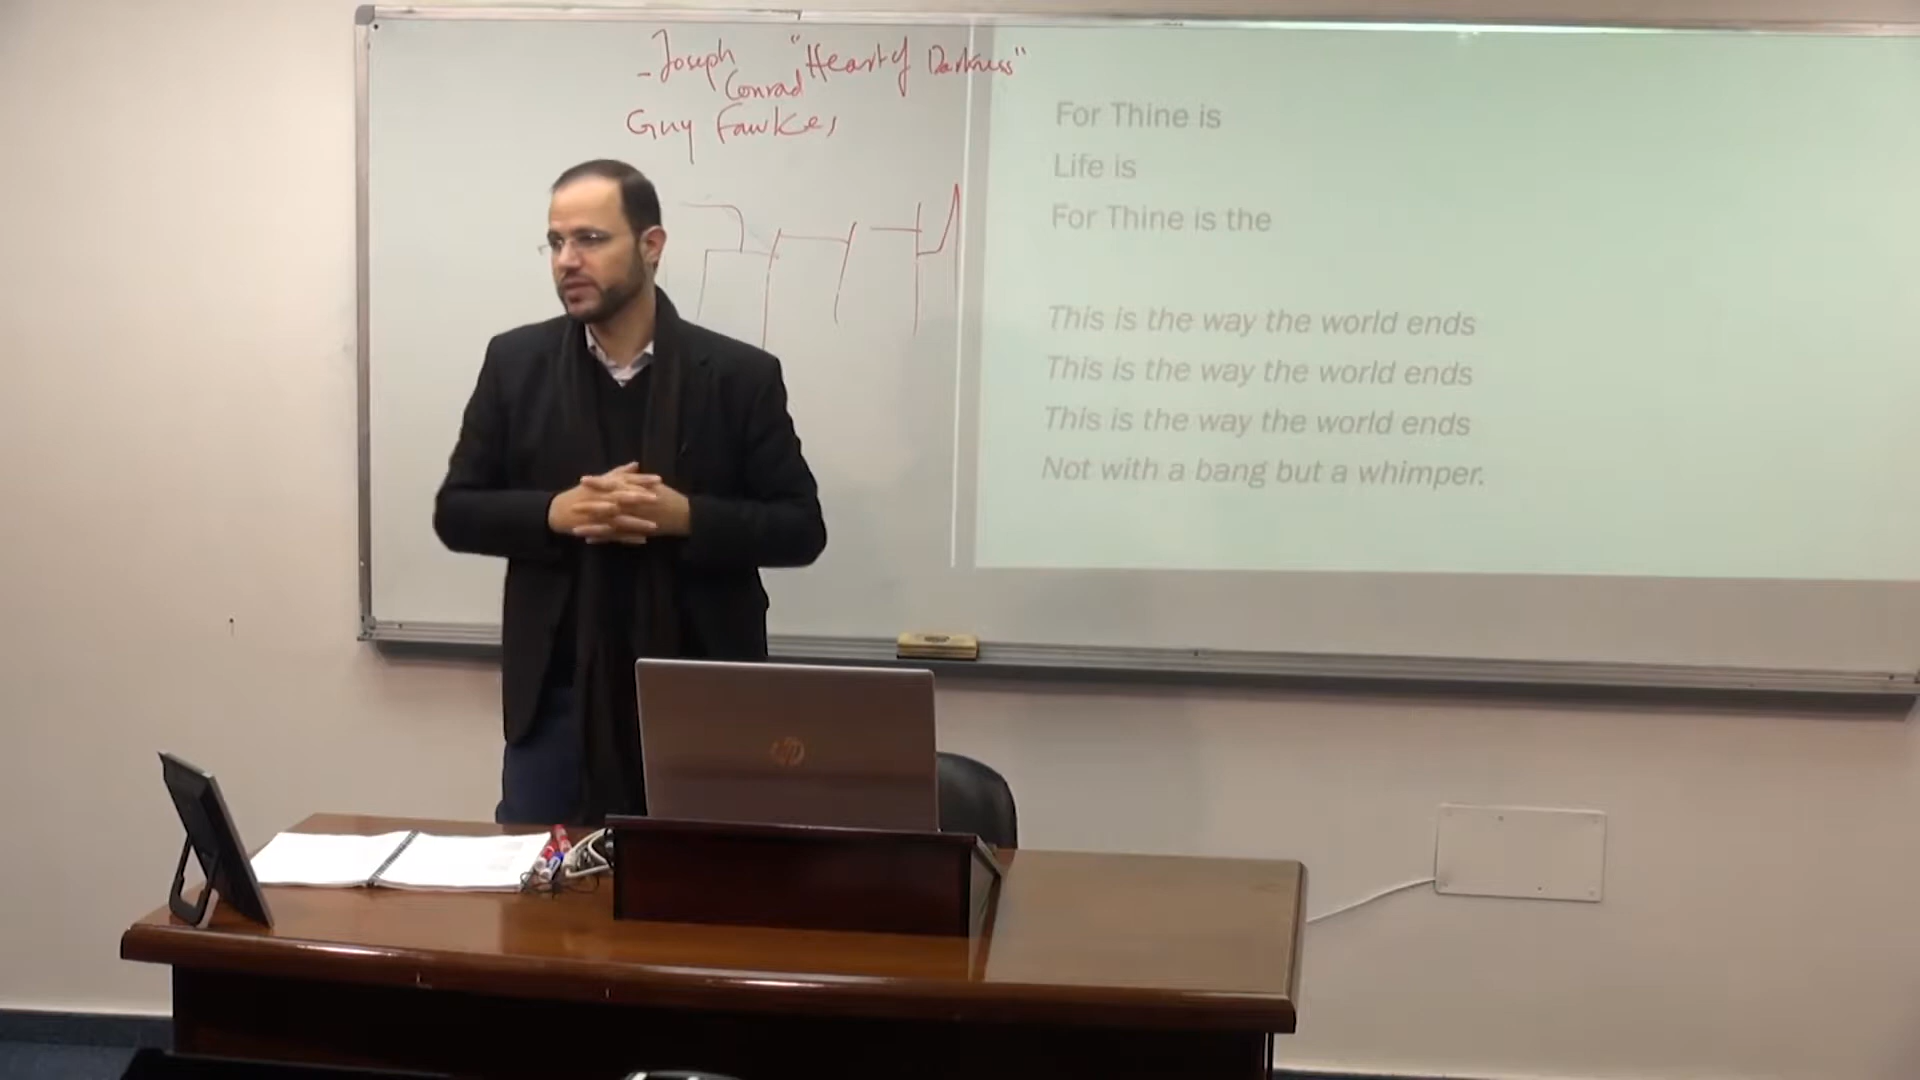 - Joseph "Heart of Darkness"
Conrad
Guy Fawkes
For Thine is
Life is
For Thine is the
This is the way the world ends
This is the way the world ends
This is the way the world ends
Not with a bang but a whimper.
hp